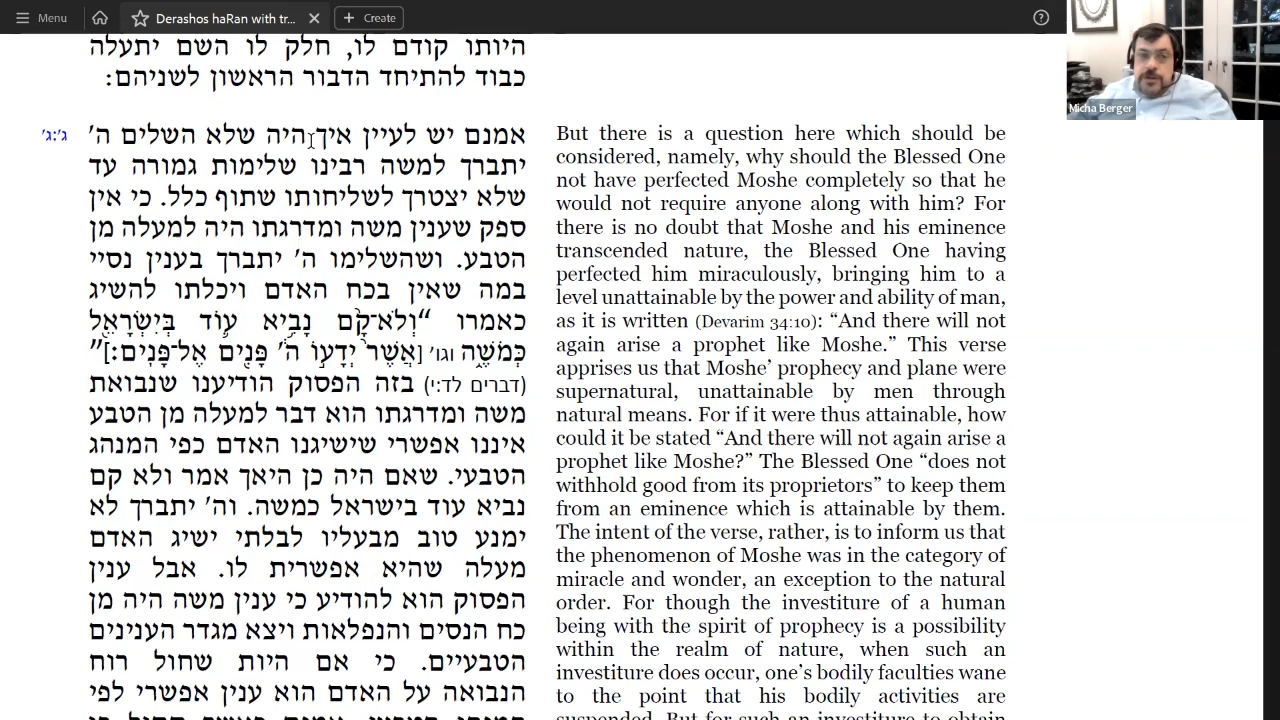 Menu
Derashos haRan with tr...
Create
Micha Berger
היותו קודם לו, חלק לו השם יתעלה
כבוד להתיחד הדבור הראשון לשניהם:
ג׳:ג׳
אמנם יש לעיין איך היה שלא השלים ה׳
יתברך למשה רבינו שלימות גמורה עד
שלא יצטרך לשליחותו שתוף כלל. כי אין
ספק שענין משה ומדרגתו היה למעלה מן
הטבע. ושהשלימו ה׳ יתברך בענין נסיי
במה שאין בכח האדם ויכלתו להשיג
כאמרו “וְלֹא־קָ֨ם נָבִ֥יא ע֛וֹד בְּיִשְׂרָאֵ֖ל
כְּמֹשֶׁ֑ה וגו׳ [אֲשֶׁר֙ יְדָע֣וֹ ה֔׳ פָּנִ֖ים אֶל־פָּנִֽים׃]”
(דברים לד:י) בזה הפסוק הודיענו שנבואת
משה ומדרגתו הוא דבר למעלה מן הטבע
איננו אפשרי שישיגנו האדם כפי המנהג
הטבעי. שאם היה כן היאך אמר ולא קם
נביא עוד בישראל כמשה. וה׳ יתברך לא
ימנע טוב מבעליו לבלתי ישיג האדם
מעלה שהיא אפשרית לו. אבל ענין
הפסוק הוא להודיע כי ענין משה היה מן
כח הנסים והנפלאות ויצא מגדר הענינים
הטבעיים. כי אם היות שחול רוח
הנבואה על האדם הוא ענין אפשרי לפי
But there is a question here which should be
considered, namely, why should the Blessed One
not have perfected Moshe completely so that he
would not require anyone along with him? For
there is no doubt that Moshe and his eminence
transcended nature, the Blessed One having
perfected him miraculously, bringing him to a
level unattainable by the power and ability of man,
as it is written (Devarim 34:10): “And there will not
again arise a prophet like Moshe.” This verse
apprises us that Moshe’ prophecy and plane were
supernatural, unattainable by men through
natural means. For if it were thus attainable, how
could it be stated “And there will not again arise a
prophet like Moshe?” The Blessed One “does not
withhold good from its proprietors” to keep them
from an eminence which is attainable by them.
The intent of the verse, rather, is to inform us that
the phenomenon of Moshe was in the category of
miracle and wonder, an exception to the natural
order. For though the investiture of a human
being with the spirit of prophecy is a possibility
within the realm of nature, when such an
investiture does occur, one’s bodily faculties wane
to the point that his bodily activities are
suspended. But for such an investiture to obtain